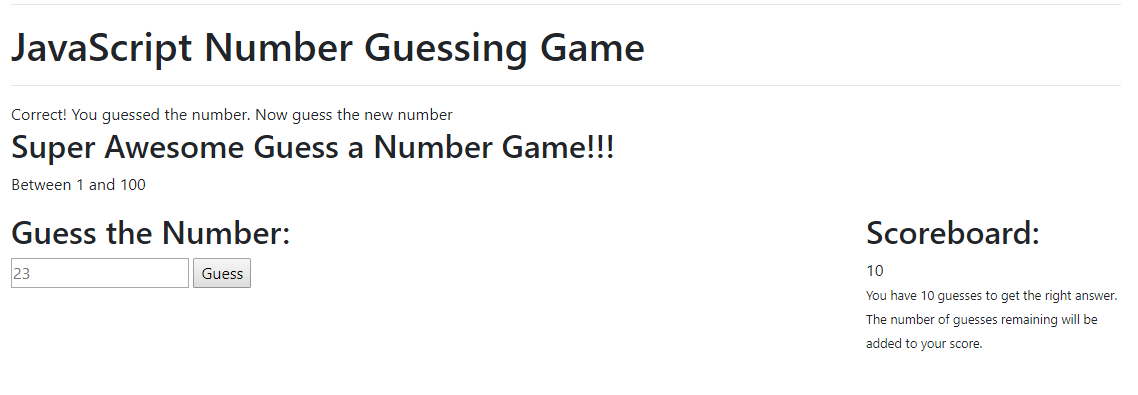 JavaScript Number Guessing Game
Correct! You guessed the number. Now guess the new number
Super Awesome Guess a Number Game!!!
Between 1 and 100
Guess the Number:
23 Guess
Scoreboard:
10
You have 10 guesses to get the right answer.
The number of guesses remaining will be
added to your score.